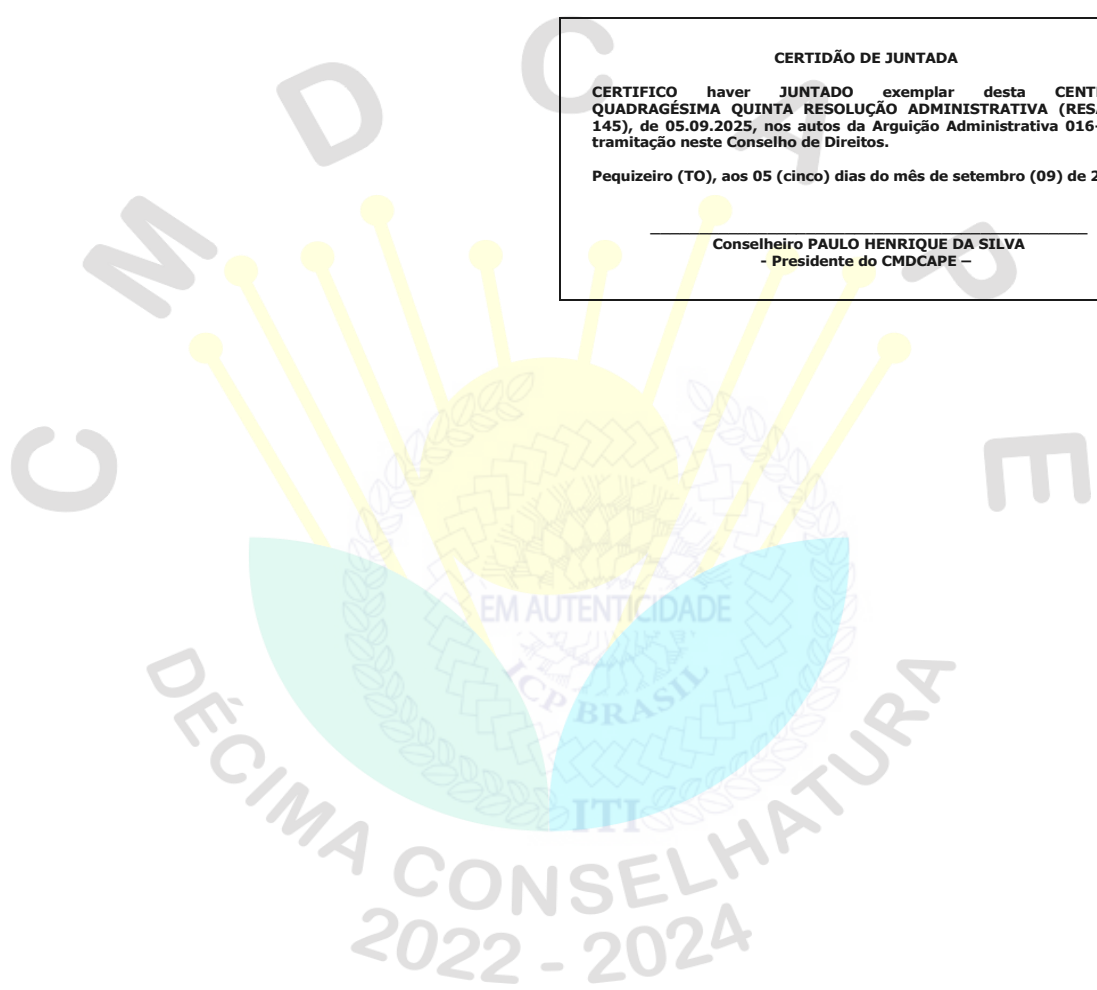 CERTIDÃO DE JUNTADA
CERTIFICO haver JUNTADO exemplar desta
QUADRAGÉSIMA QUINTA RESOLUÇÃO ADMINISTRATIVA
145), de 05.09.2025, nos autos da Arguição Administrativa
tramitação neste Conselho de Direitos.
Pequizeiro (TO), aos 05 (cinco) dias do mês de setembro (09) de
Conselheiro PAULO HENRIQUE DA SILVA
- Presidente do CMDCAPE –
C M D C A P E
EM AUTENTICIDADE
ICP BRASIL
ITI
DÉCIMA CONSELHATURA
2022 - 2024